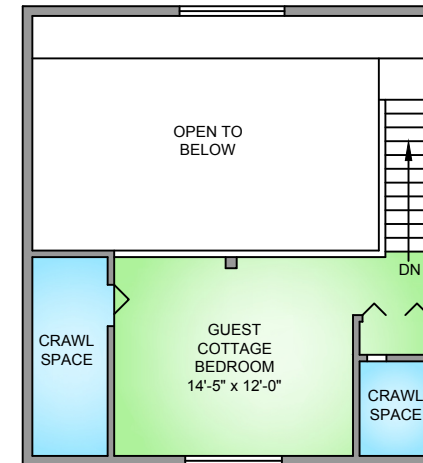 OPEN TO
BELOW
DN
CRAWL
SPACE
GUEST
COTTAGE
BEDROOM
14'-5" x 12'-0"
CRAWL
SPACE